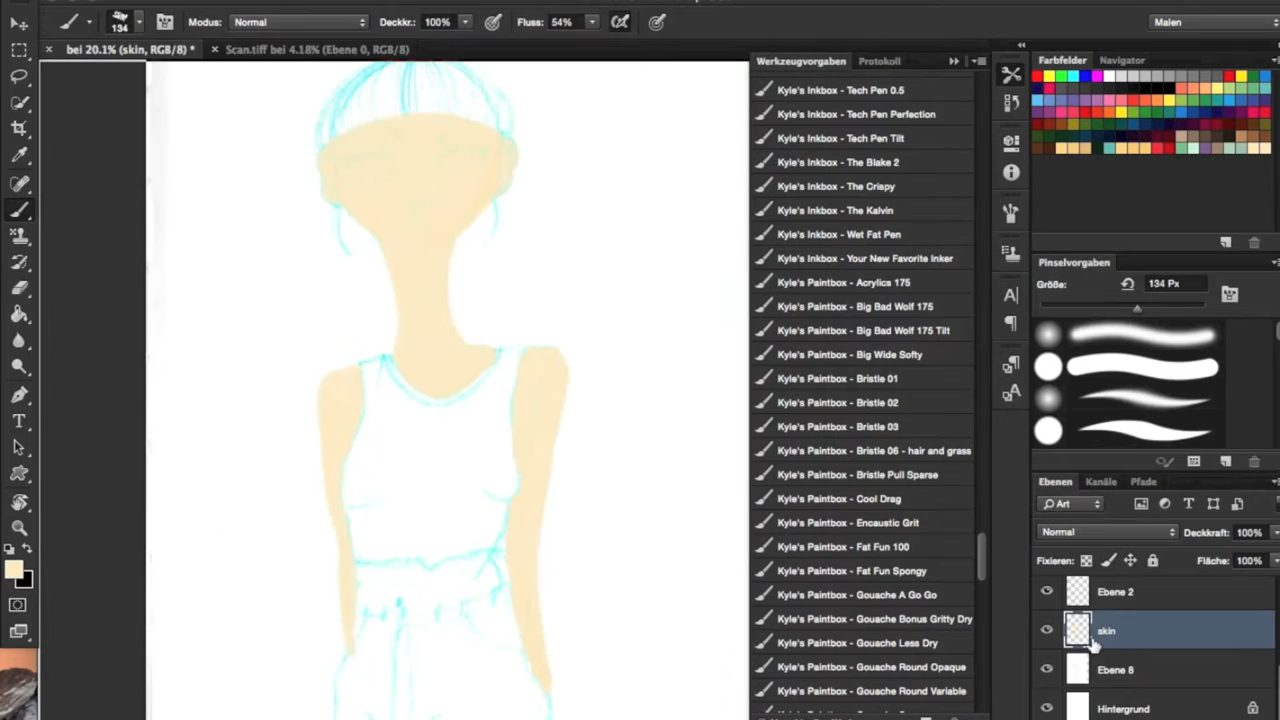 134
Modus:
Normal
Deckkr.:
100%
Fluss:
54%
Malen
bei 20.1% (skin, RGB/8) *
Scan.tiff bei 4.18% (Ebene 0, RGB/8)
Werkzeugvorgaben
Protokoll
Kyle's Inkbox - Tech Pen 0.5
Kyle's Inkbox - Tech Pen Perfection
Kyle's Inkbox - Tech Pen Tilt
Kyle's Inkbox - The Blake 2
Kyle's Inkbox - The Crispy
Kyle's Inkbox - The Kalvin
Kyle's Inkbox - Wet Fat Pen
Kyle's Inkbox - Your New Favorite Inker
Kyle's Paintbox - Acrylics 175
Kyle's Paintbox - Big Bad Wolf 175
Kyle's Paintbox - Big Bad Wolf 175 Tilt
Kyle's Paintbox - Big Wide Softy
Kyle's Paintbox - Bristle 01
Kyle's Paintbox - Bristle 02
Kyle's Paintbox - Bristle 03
Kyle's Paintbox - Bristle 06 - hair and grass
Kyle's Paintbox - Bristle Pull Sparse
Kyle's Paintbox - Cool Drag
Kyle's Paintbox - Encaustic Grit
Kyle's Paintbox - Fat Fun 100
Kyle's Paintbox - Fat Fun Spongy
Kyle's Paintbox - Gouache A Go Go
Kyle's Paintbox - Gouache Bonus Gritty Dry
Kyle's Paintbox - Gouache Less Dry
Kyle's Paintbox - Gouache Round Opaque
Kyle's Paintbox - Gouache Round Variable
Farbfelder
Navigator
Pinselvorgaben
Größe:
134 Px
Ebenen
Kanäle
Pfade
Art
Normal
Deckkraft:
100%
Fixieren:
Fläche:
100%
Ebene 2
skin
Ebene 8
Hintergrund